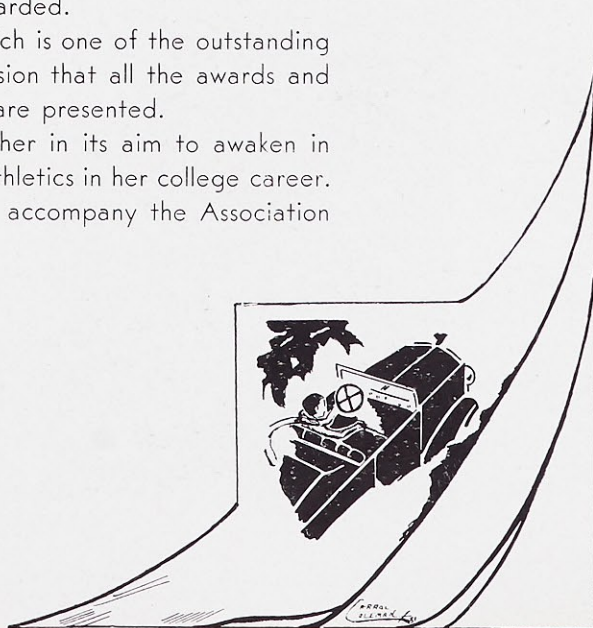 arded.
ch is one of the outstanding
sion that all the awards and
are presented.
her in its aim to awaken in
thletics in her college career.
accompany the Association